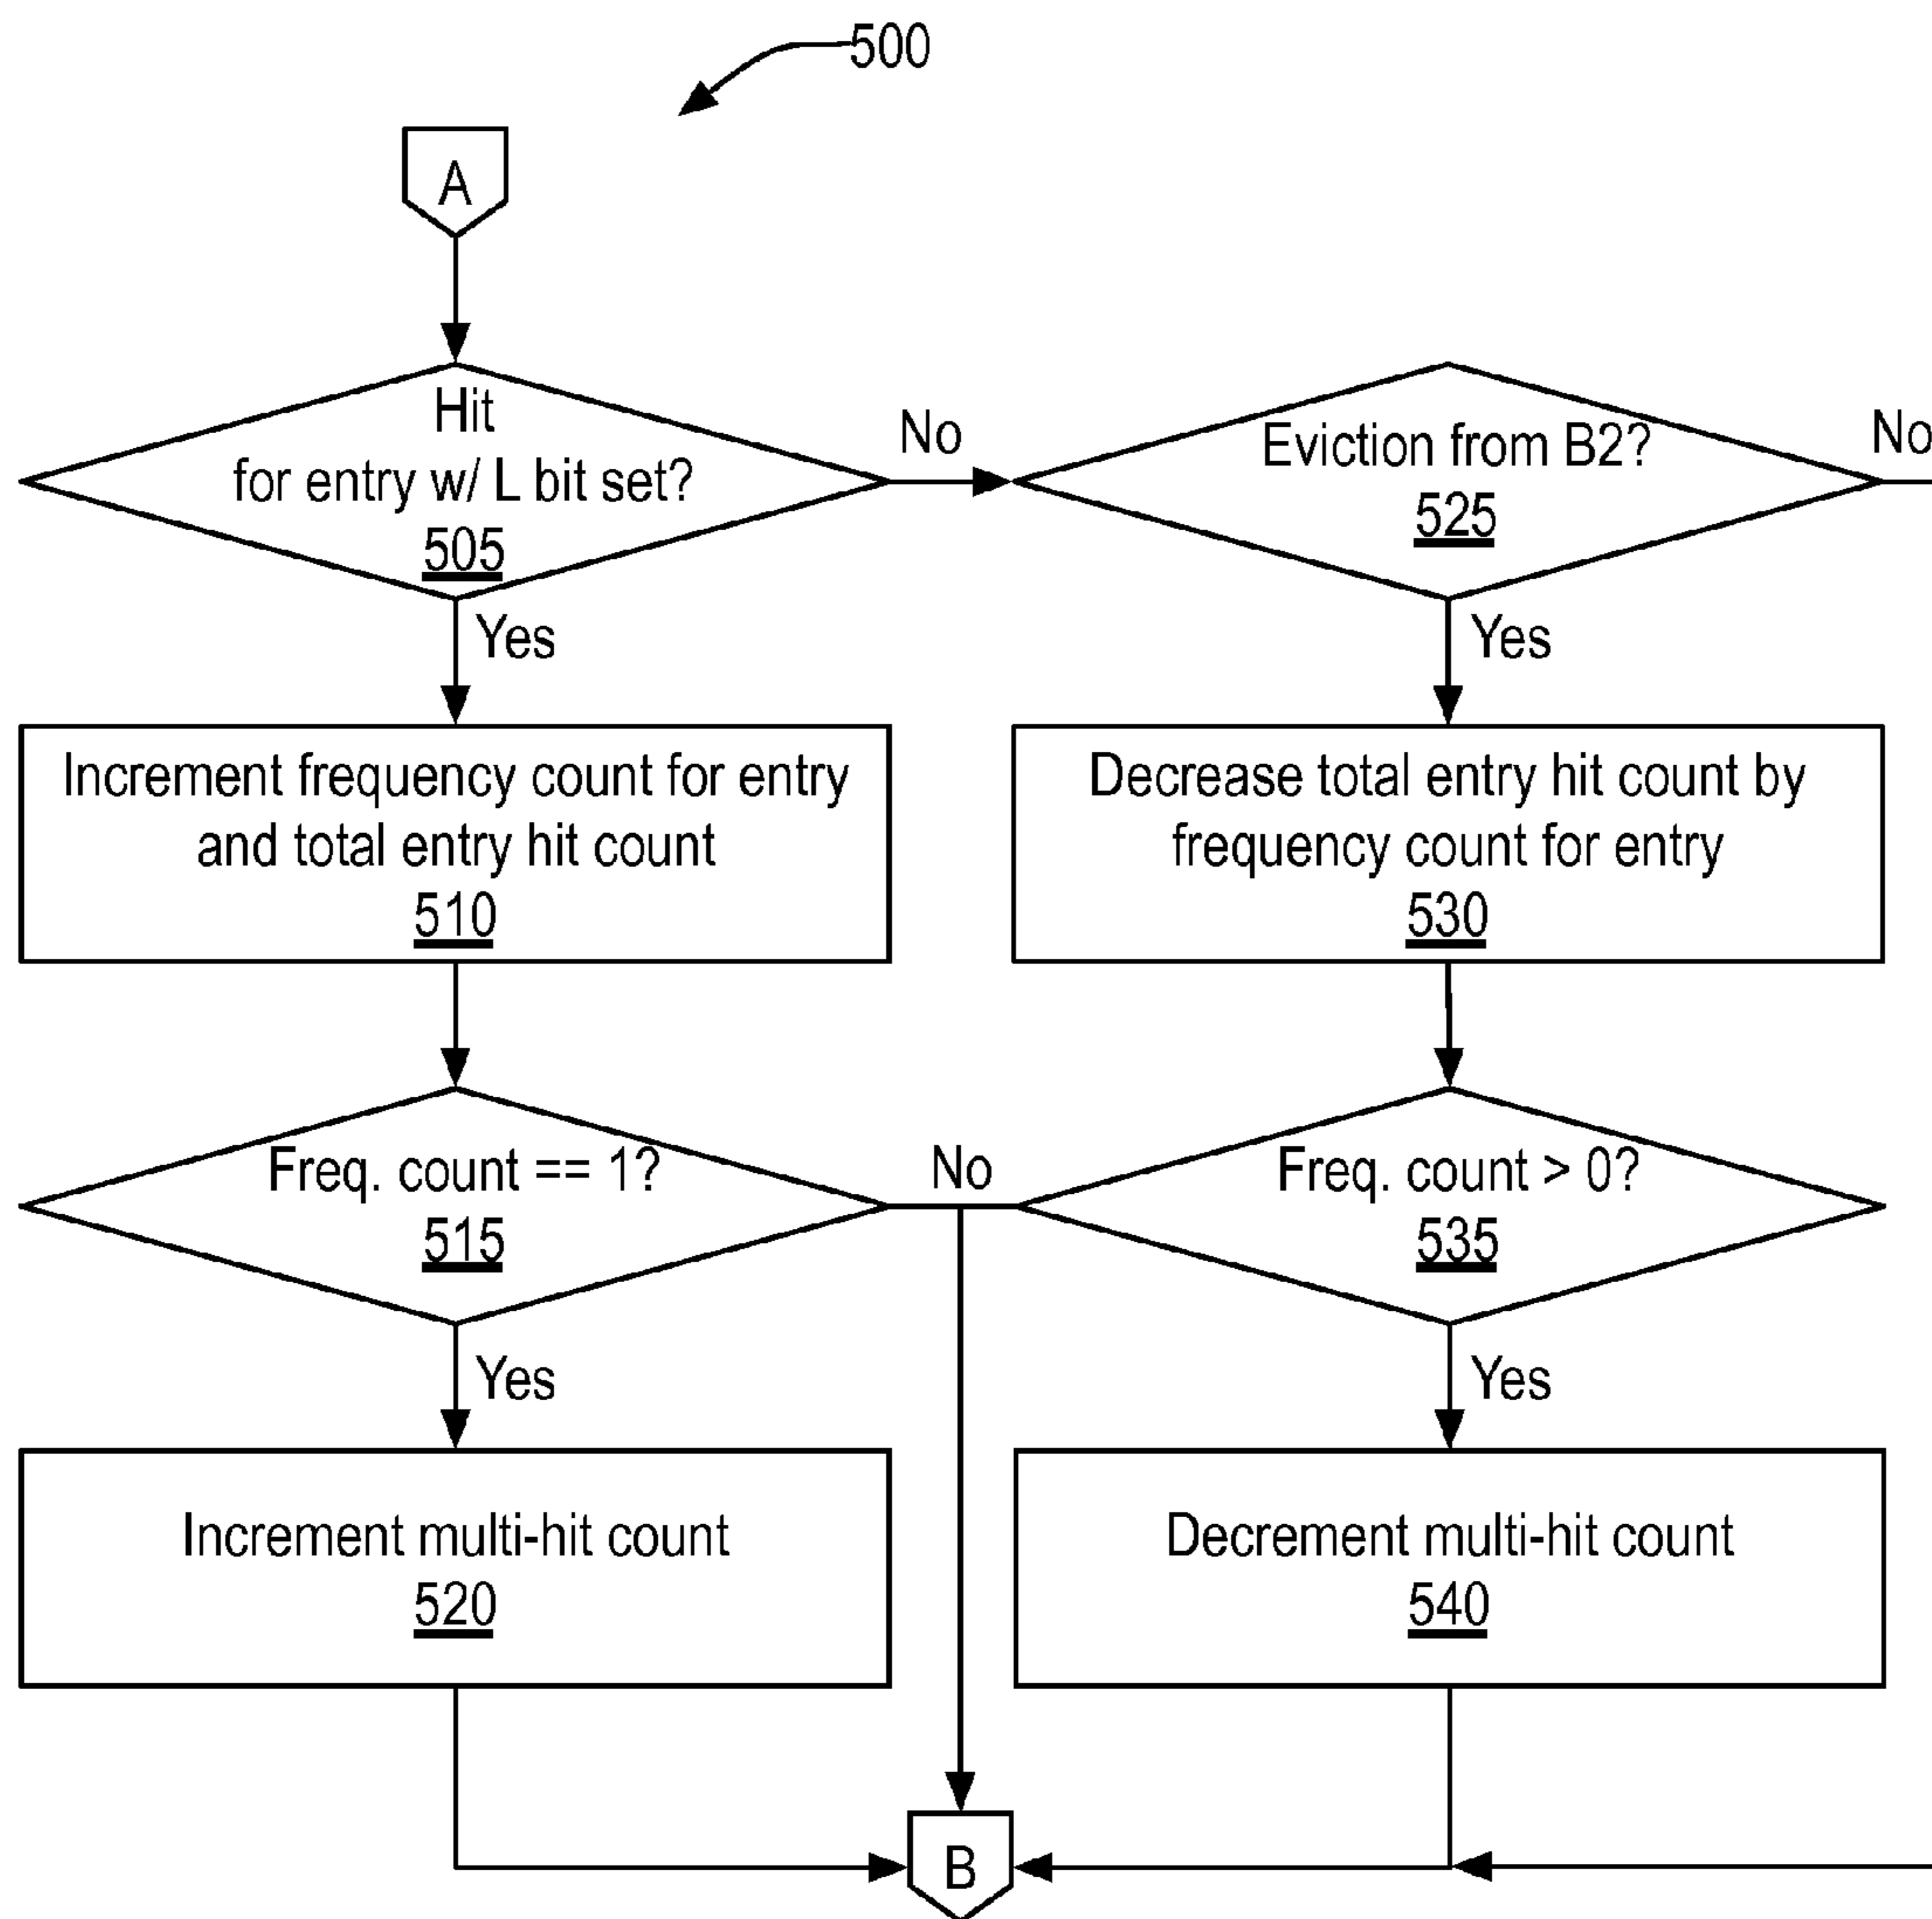 500
A
Hit
for entry w/ L bit set?
505
No
Eviction from B2?
525
No
Yes
Yes
Increment frequency count for entry
and total entry hit count
510
Decrease total entry hit count by
frequency count for entry
530
Freq. count == 1?
515
No
Freq. count > 0?
535
Yes
Yes
Increment multi-hit count
520
Decrement multi-hit count
540
B